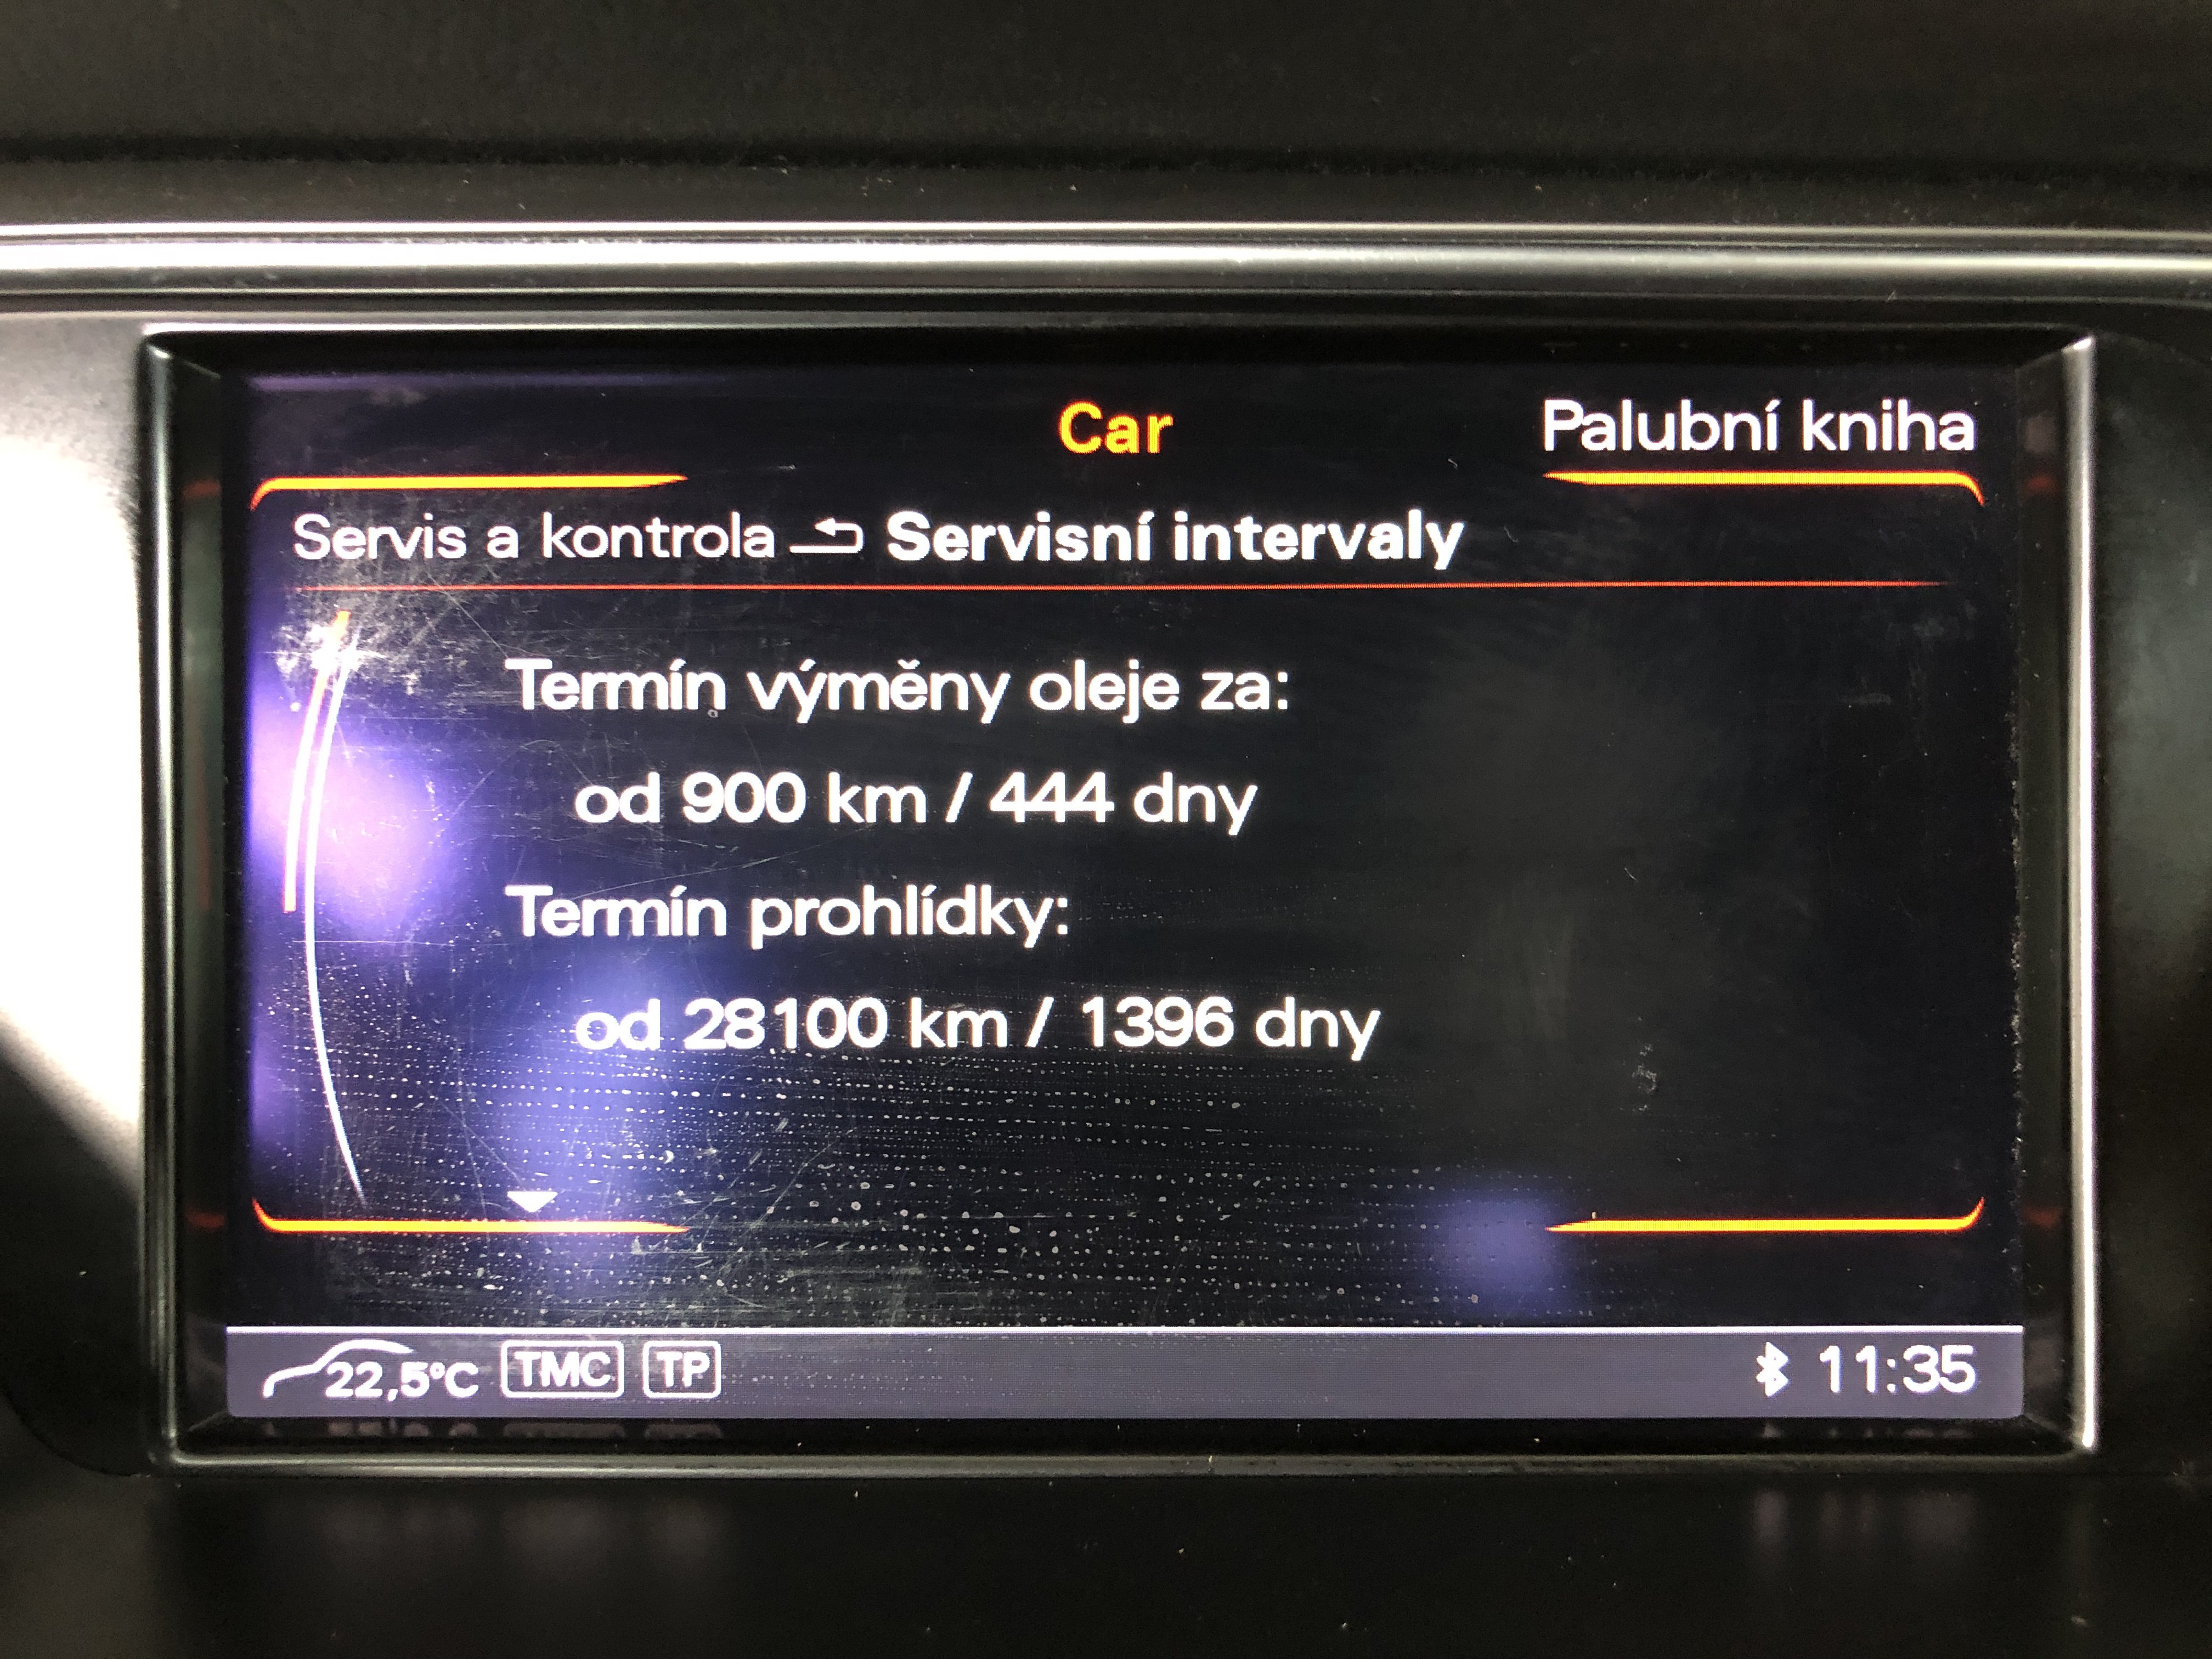 Car
Palubní kniha
Servis a kontrola Servisní intervaly
Termín výměny oleje za:
od 900 km / 444 dny
Termín prohlídky:
od 28100 km / 1396 dny
22,5°C TMC TP 11:35